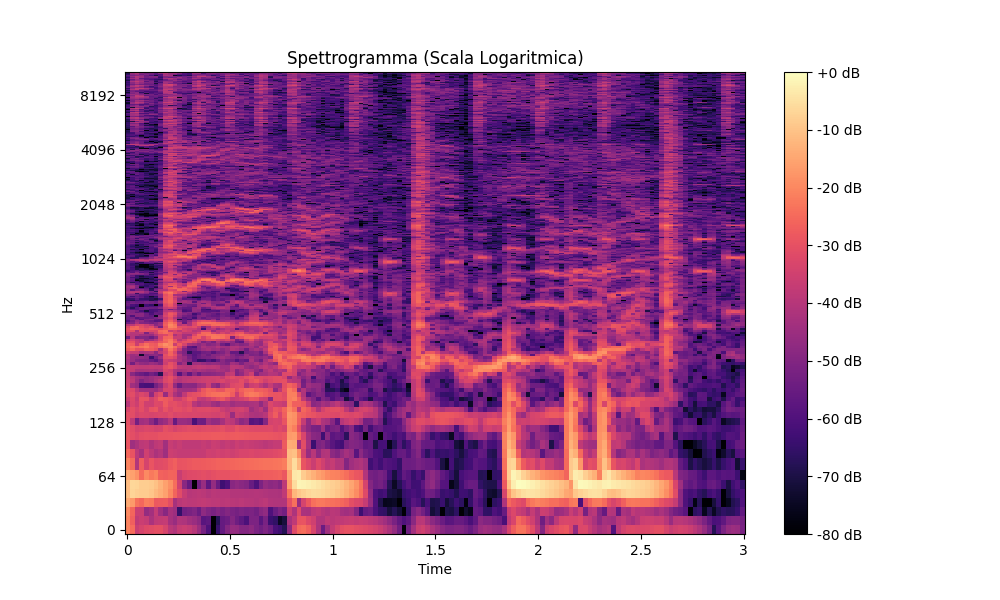 Spettrogramma (Scala Logaritmica)
Hz
8192
4096
2048
1024
512
256
128
64
0
0
0.5
1
1.5
2
2.5
3
Time
+0 dB
-10 dB
-20 dB
-30 dB
-40 dB
-50 dB
-60 dB
-70 dB
-80 dB